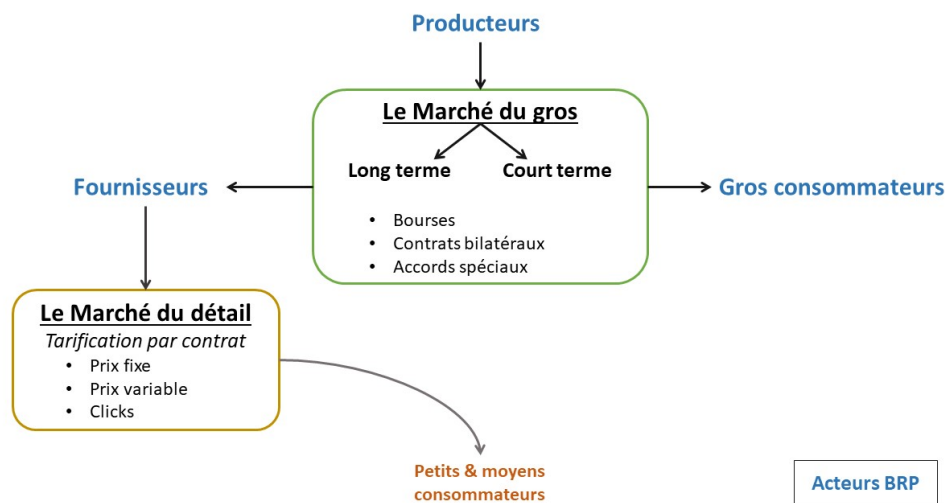 Producteurs
Le Marché du gros
Long terme
Court terme
• Bourses
• Contrats bilatéraux
• Accords spéciaux
Fournisseurs
Gros consommateurs
Le Marché du détail
Tarification par contrat
• Prix fixe
• Prix variable
• Clicks
Petits & moyens
consommateurs
Acteurs BRP